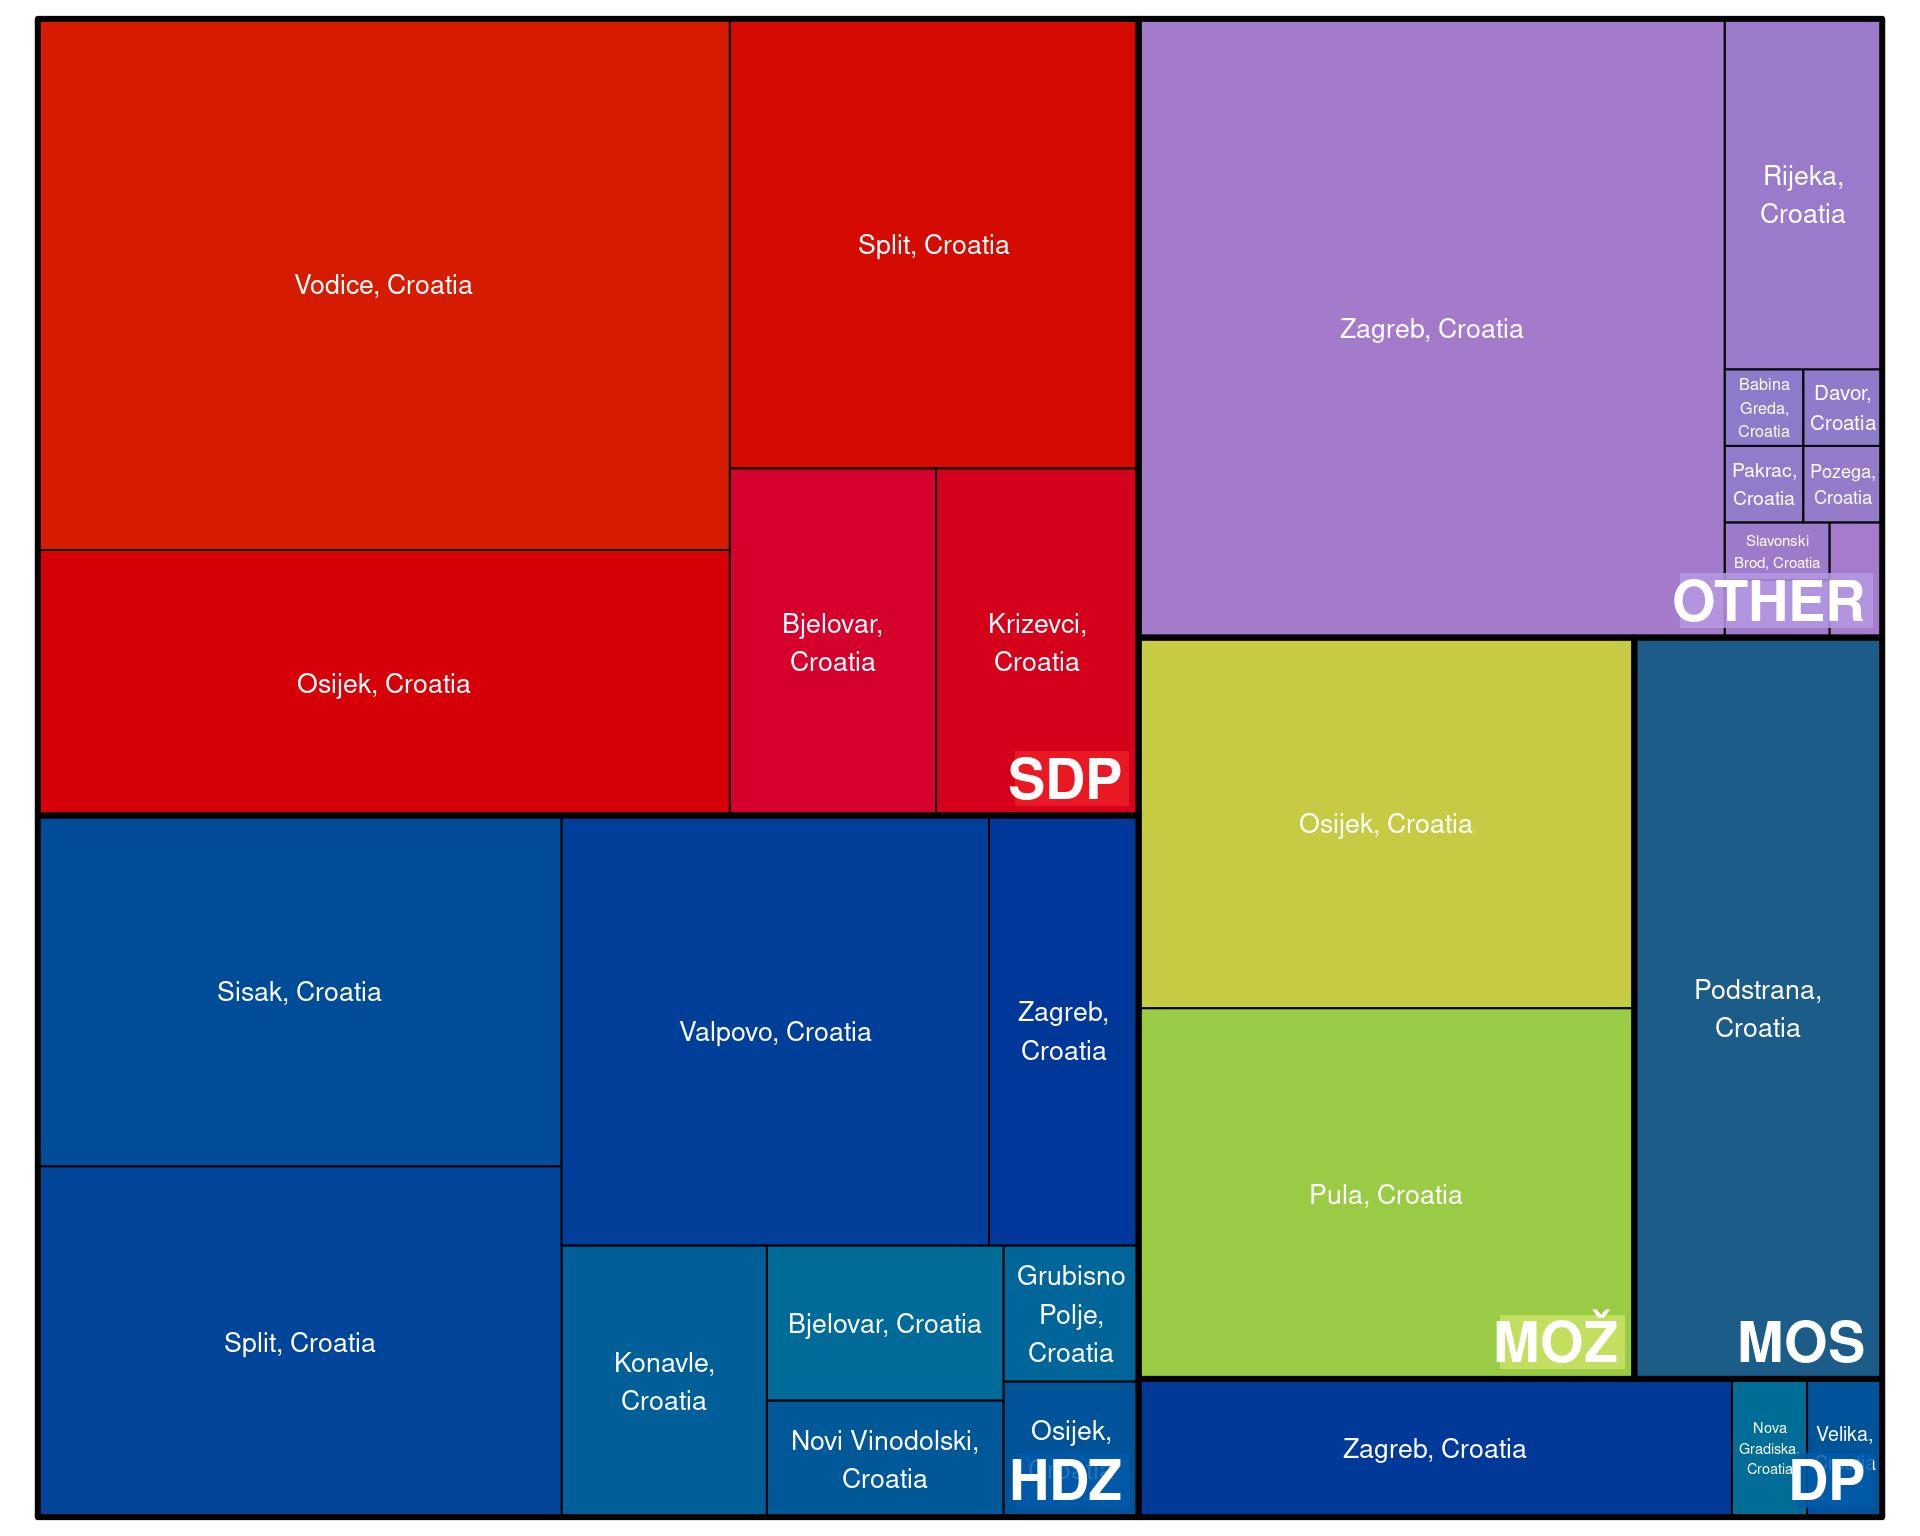 Vodice, Croatia
Split, Croatia
Osijek, Croatia
Bjelovar,
Croatia
Krizevci,
Croatia
SDP
Sisak, Croatia
Split, Croatia
Valpovo, Croatia
Zagreb,
Croatia
Konavle,
Croatia
Bjelovar, Croatia
Novi Vinodolski,
Croatia
Grubisno
Polje,
Croatia
Osijek,
Croatia
HDZ
Zagreb, Croatia
Rijeka,
Croatia
Babina
Greda,
Croatia
Davor,
Croatia
Pakrac,
Croatia
Pozega,
Croatia
Slavonski
Brod, Croatia
OTHER
Osijek, Croatia
Pula, Croatia
MOŽ
Podstrana,
Croatia
MOS
Zagreb, Croatia
Nova
Gradiska,
Croatia
Velika,
DP